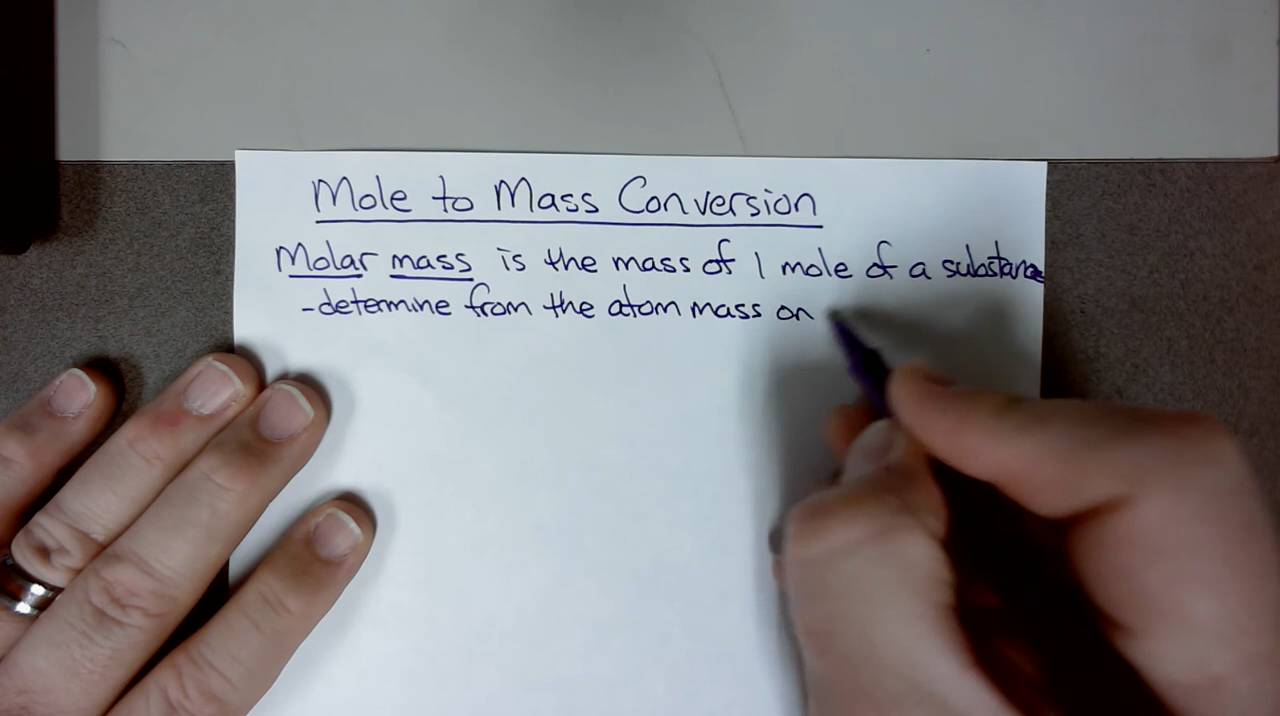 Mole to Mass Conversion
Molar mass is the mass of 1 mole of a substance
-determine from the atom mass on